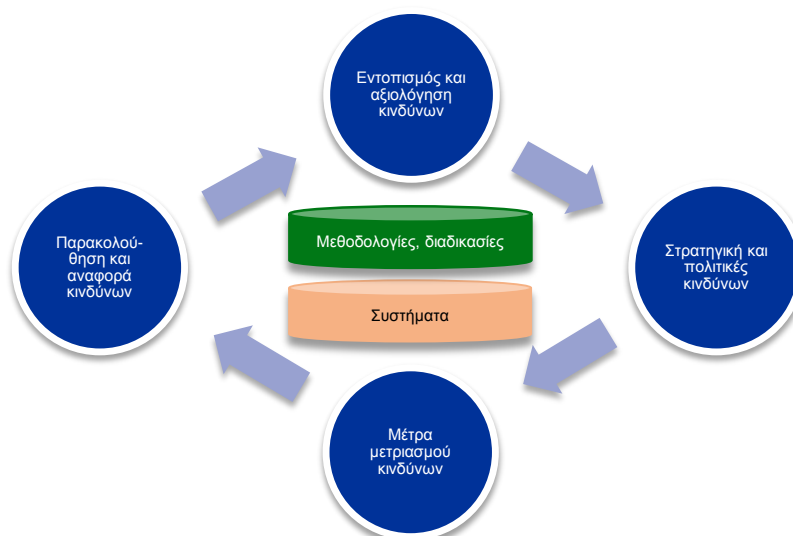 Εντοπισμός και
αξιολόγηση
κινδύνων
Μεθοδολογίες, διαδικασίες
Παρακολού-
θηση και
αναφορά
κινδύνων
Στρατηγική και
πολιτικές
κινδύνων
Συστήματα
Μέτρα
μετριασμού
κινδύνων